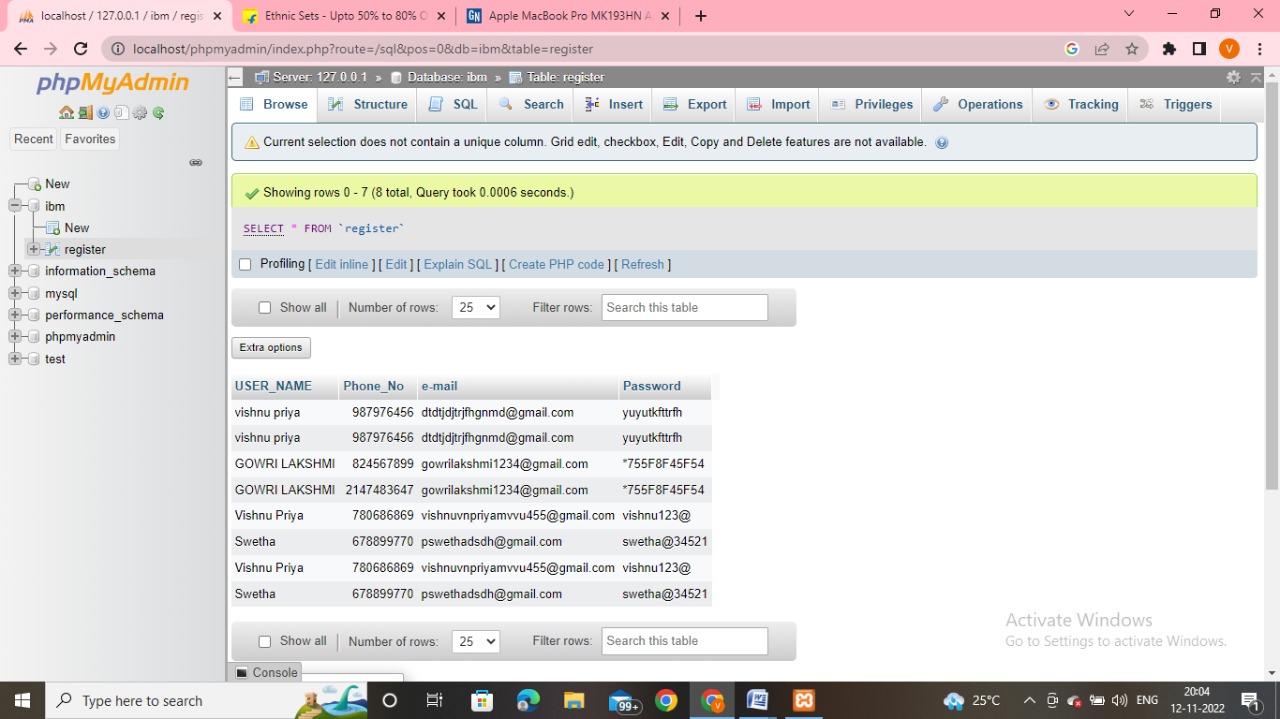 localhost / 127.0.0.1 / ibm / regis
Ethnic Sets - Upto 50% to 80% O
Apple MacBook Pro MK193HN A
localhost/phpmyadmin/index.php?route=/sql&pos=0&db=ibm&table=register
V
phpMyAdmin
Recent Favorites
New
ibm
New
register
information_schema
mysql
performance_schema
phpmyadmin
test
Server: 127.0.0.1 » Database: ibm » Table: register
Browse Structure SQL Search Insert Export Import Privileges Operations Tracking Triggers
Current selection does not contain a unique column. Grid edit, checkbox, Edit, Copy and Delete features are not available.
Showing rows 0 - 7 (8 total, Query took 0.0006 seconds.)
SELECT * FROM `register`
Profiling [ Edit inline ] [ Edit ] [ Explain SQL ] [ Create PHP code ] [ Refresh ]
Show all Number of rows: 25 Filter rows: Search this table
Extra options
USER_NAME Phone_No e-mail Password
vishnu priya 987976456 dtdtjdjtrjfhgnmd@gmail.com yuyutkfttrfh
vishnu priya 987976456 dtdtjdjtrjfhgnmd@gmail.com yuyutkfttrfh
GOWRI LAKSHMI 824567899 gowrilakshmi1234@gmail.com *755F8F45F54
GOWRI LAKSHMI 2147483647 gowrilakshmi1234@gmail.com *755F8F45F54
Vishnu Priya 780686869 vishnuvnpriyamvvu455@gmail.com vishnu123@
Swetha 678899770 pswethadsdh@gmail.com swetha@34521
Vishnu Priya 780686869 vishnuvnpriyamvvu455@gmail.com vishnu123@
Swetha 678899770 pswethadsdh@gmail.com swetha@34521
Show all Number of rows: 25 Filter rows: Search this table
Console
Activate Windows
Go to Settings to activate Windows.
Type here to search
99+
25°C
ENG
20:04
12-11-2022
1